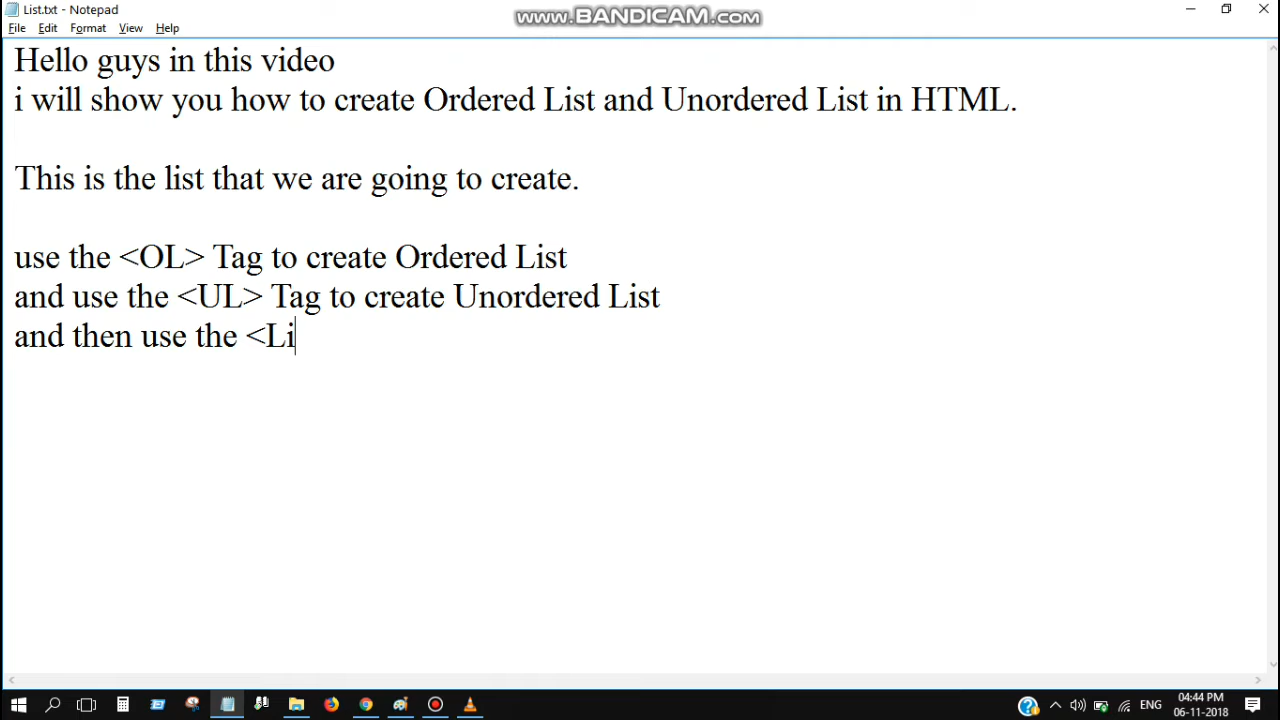 List.txt - Notepad
www.BANDICAM.com
File Edit Format View Help
Hello guys in this video
i will show you how to create Ordered List and Unordered List in HTML.
This is the list that we are going to create.
use the <OL> Tag to create Ordered List
and use the <UL> Tag to create Unordered List
and then use the <Li
ENG
04:44 PM
06-11-2018